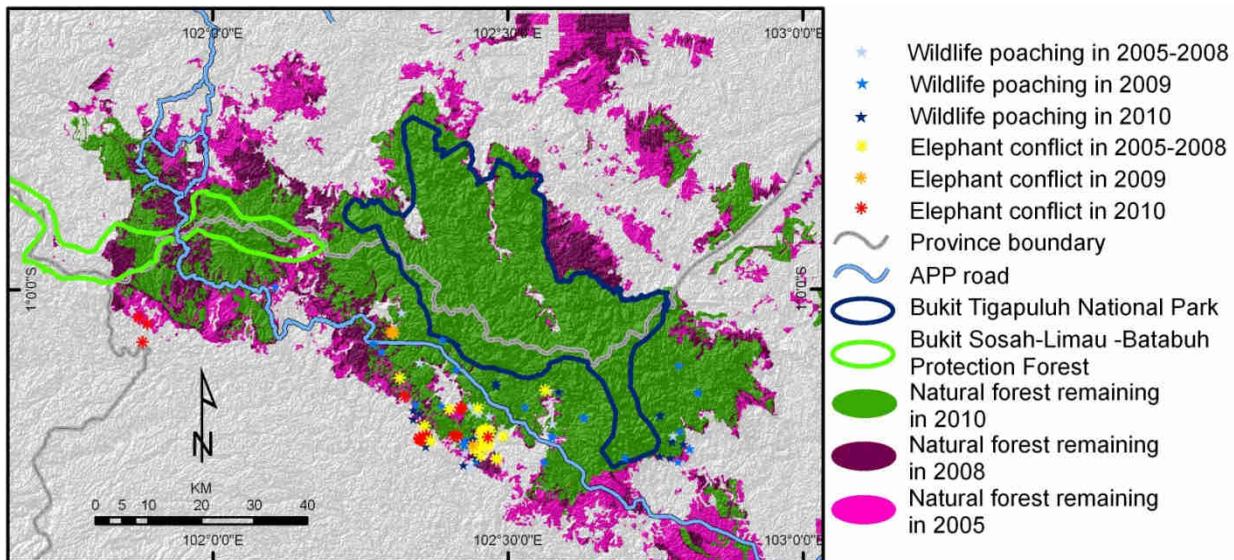 102°0'0"E
102°30'0"E
103°0'0"E
1°0'0"S
1°0'0"S
N
KM
0 5 10 20 30 40
102°0'0"E
102°30'0"E
103°0'0"E
Wildlife poaching in 2005-2008
Wildlife poaching in 2009
Wildlife poaching in 2010
Elephant conflict in 2005-2008
Elephant conflict in 2009
Elephant conflict in 2010
Province boundary
APP road
Bukit Tigapuluh National Park
Bukit Sosah-Limau -Batabuh
Protection Forest
Natural forest remaining
in 2010
Natural forest remaining
in 2008
Natural forest remaining
in 2005